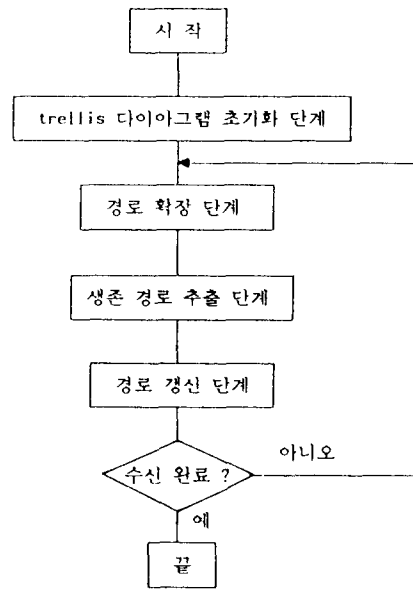 시 작
trellis 다이아그램 초기화 단계
경로 확장 단계
생존 경로 추출 단계
경로 갱신 단계
수신 완료 ?
아니오
예
끝